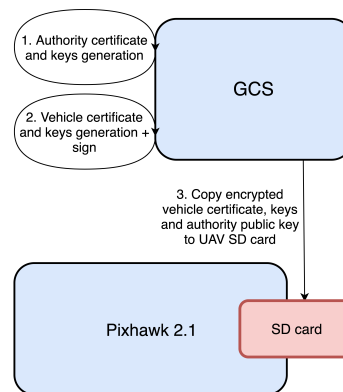 1. Authority certificate
and keys generation
GCS
2. Vehicle certificate
and keys generation +
sign
3. Copy encrypted
vehicle certificate, keys
and authority public key
to UAV SD card
Pixhawk 2.1
SD card